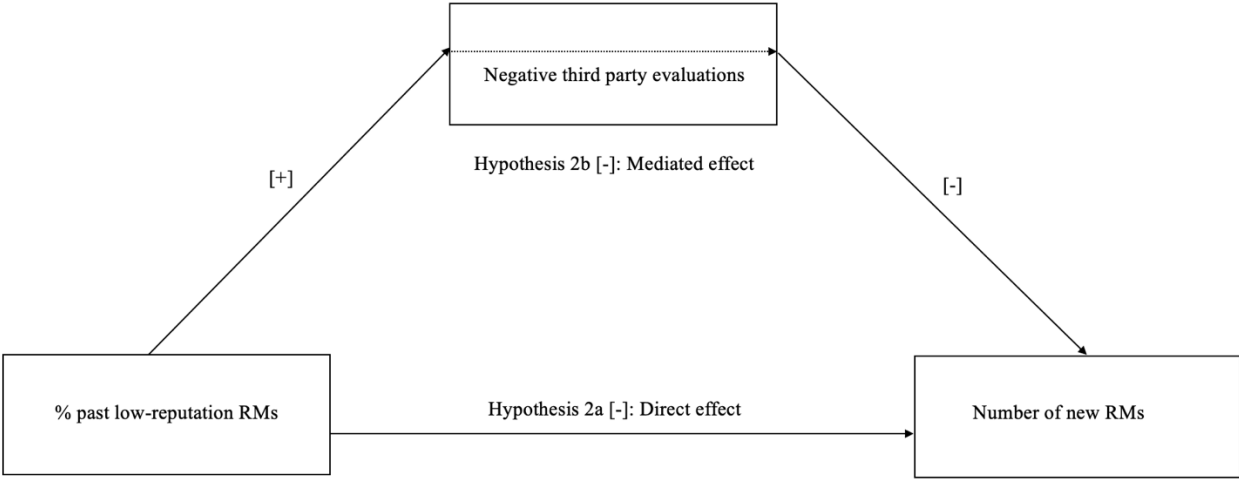 Negative third party evaluations
Hypothesis 2b [-]: Mediated effect
[+]
[-]
% past low-reputation RMs
Hypothesis 2a [-]: Direct effect
Number of new RMs